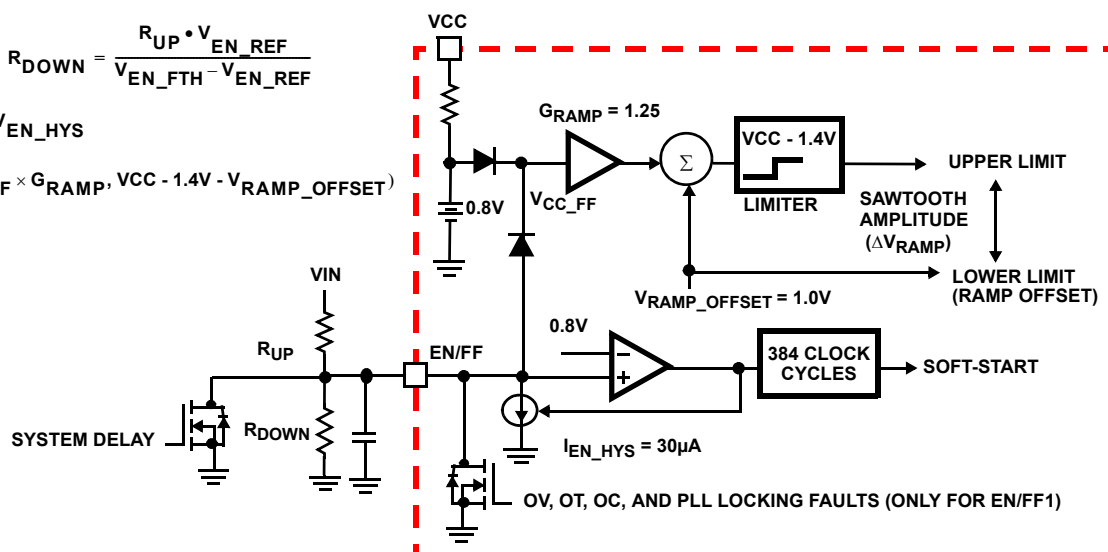 VCC
R_DOWN = R_UP • V_EN_REF / V_EN_FTH – V_EN_REF
G_RAMP = 1.25
V_EN_HYS
VCC - 1.4V
Σ
UPPER LIMIT
F × G_RAMP, VCC - 1.4V - V_RAMP_OFFSET)
LIMITER
0.8V
V_CC_FF
SAWTOOTH
AMPLITUDE
(ΔV_RAMP)
VIN
LOWER LIMIT
(RAMP OFFSET)
V_RAMP_OFFSET = 1.0V
0.8V
R_UP
EN/FF
384 CLOCK
CYCLES
SOFT-START
SYSTEM DELAY
R_DOWN
I_EN_HYS = 30µA
OV, OT, OC, AND PLL LOCKING FAULTS (ONLY FOR EN/FF1)